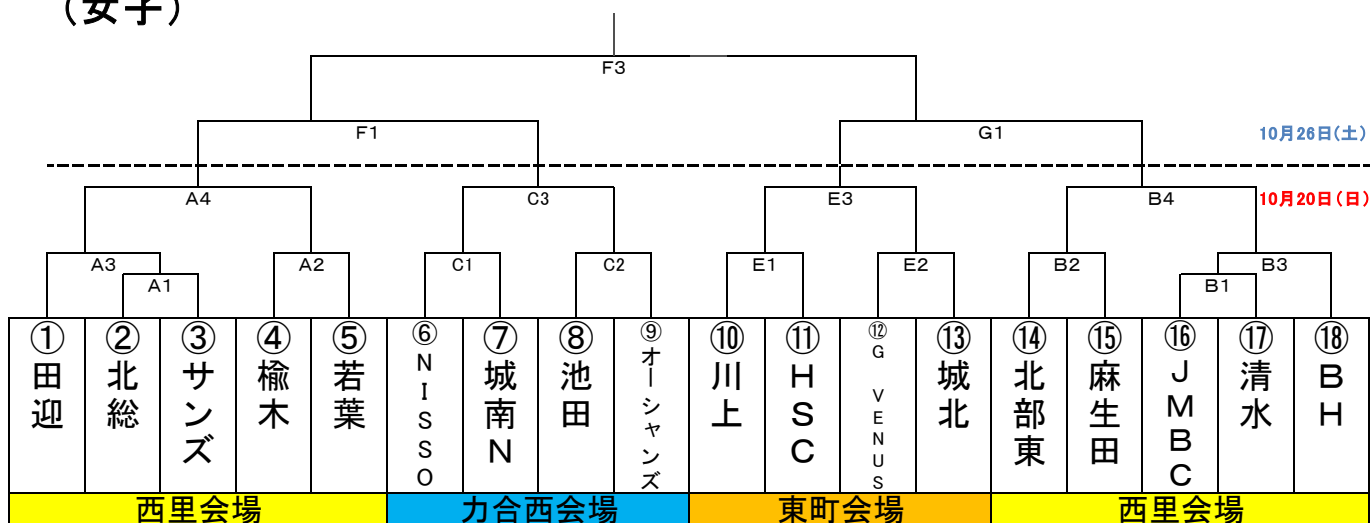 （女子）
F3
F1
G1
10月26日(土)
A4
C3
E3
B4
10月20日(日)
A3
A2
C1
C2
E1
E2
B2
B3
A1
B1
①田迎
②北総
③サンズ
④楡木
⑤若葉
⑥NISSO
⑦城南N
⑧池田
⑨オーシャンズ
⑩川上
⑪HSC
⑫G VENUS
⑬城北
⑭北部東
⑮麻生田
⑯JMBC
⑰清水
⑱BH
西里会場
力合西会場
東町会場
西里会場